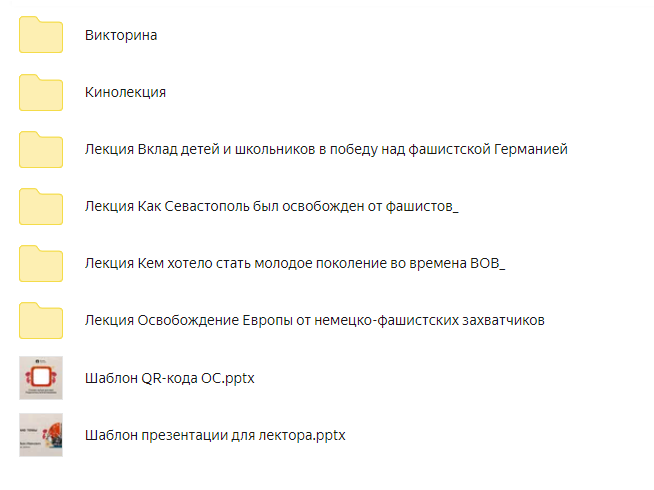 Викторина
Кинолекция
Лекция Вклад детей и школьников в победу над фашистской Германией
Лекция Как Севастополь был освобожден от фашистов_
Лекция Кем хотело стать молодое поколение во времена ВОВ_
Лекция Освобождение Европы от немецко-фашистских захватчиков
Шаблон QR-кода ОС.pptx
Шаблон презентации для лектора.pptx